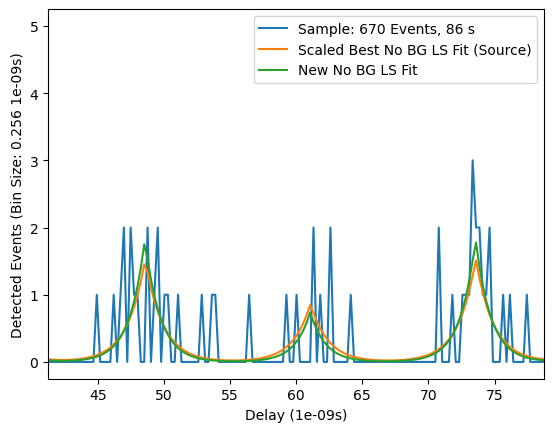 Sample: 670 Events, 86 s
Scaled Best No BG LS Fit (Source)
New No BG LS Fit
Detected Events (Bin Size: 0.256 1e-09s)
5
4
3
2
1
0
45 50 55 60 65 70 75
Delay (1e-09s)